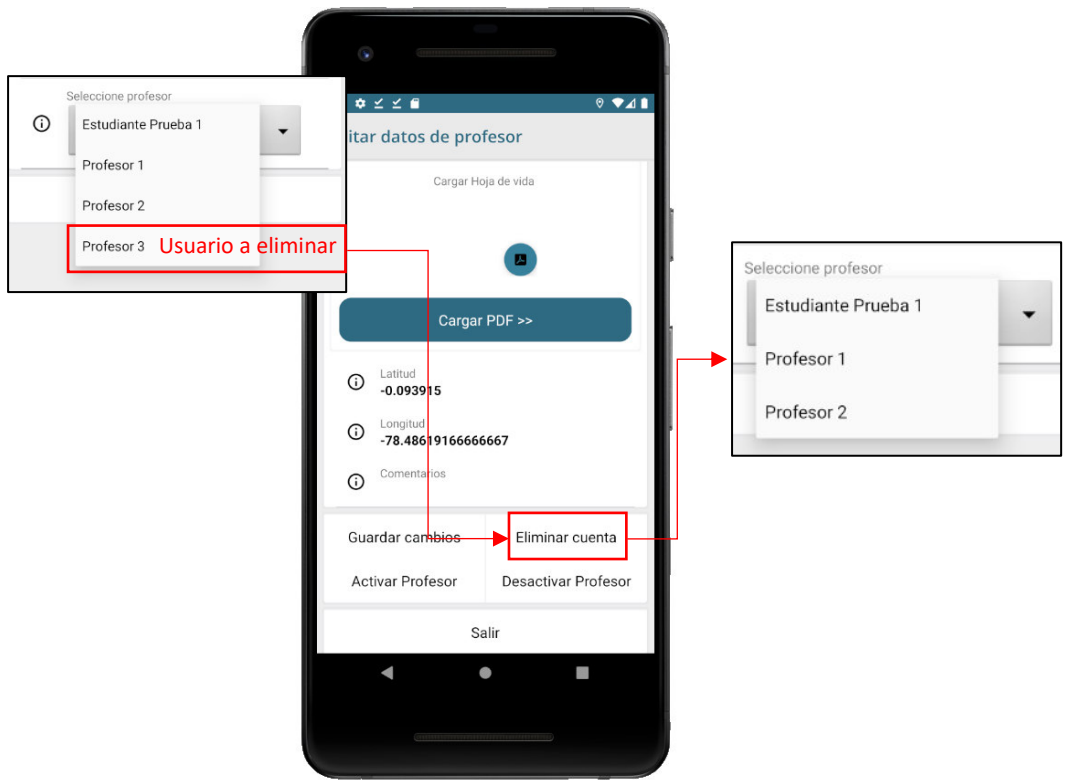 Seleccione profesor
Estudiante Prueba 1
Profesor 1
Profesor 2
Profesor 3 Usuario a eliminar
itar datos de profesor
Cargar Hoja de vida
Cargar PDF >>
Latitud
-0.093915
Longitud
-78.48619166666667
Comentarios
Guardar cambios
Eliminar cuenta
Activar Profesor
Desactivar Profesor
Salir
Seleccione profesor
Estudiante Prueba 1
Profesor 1
Profesor 2